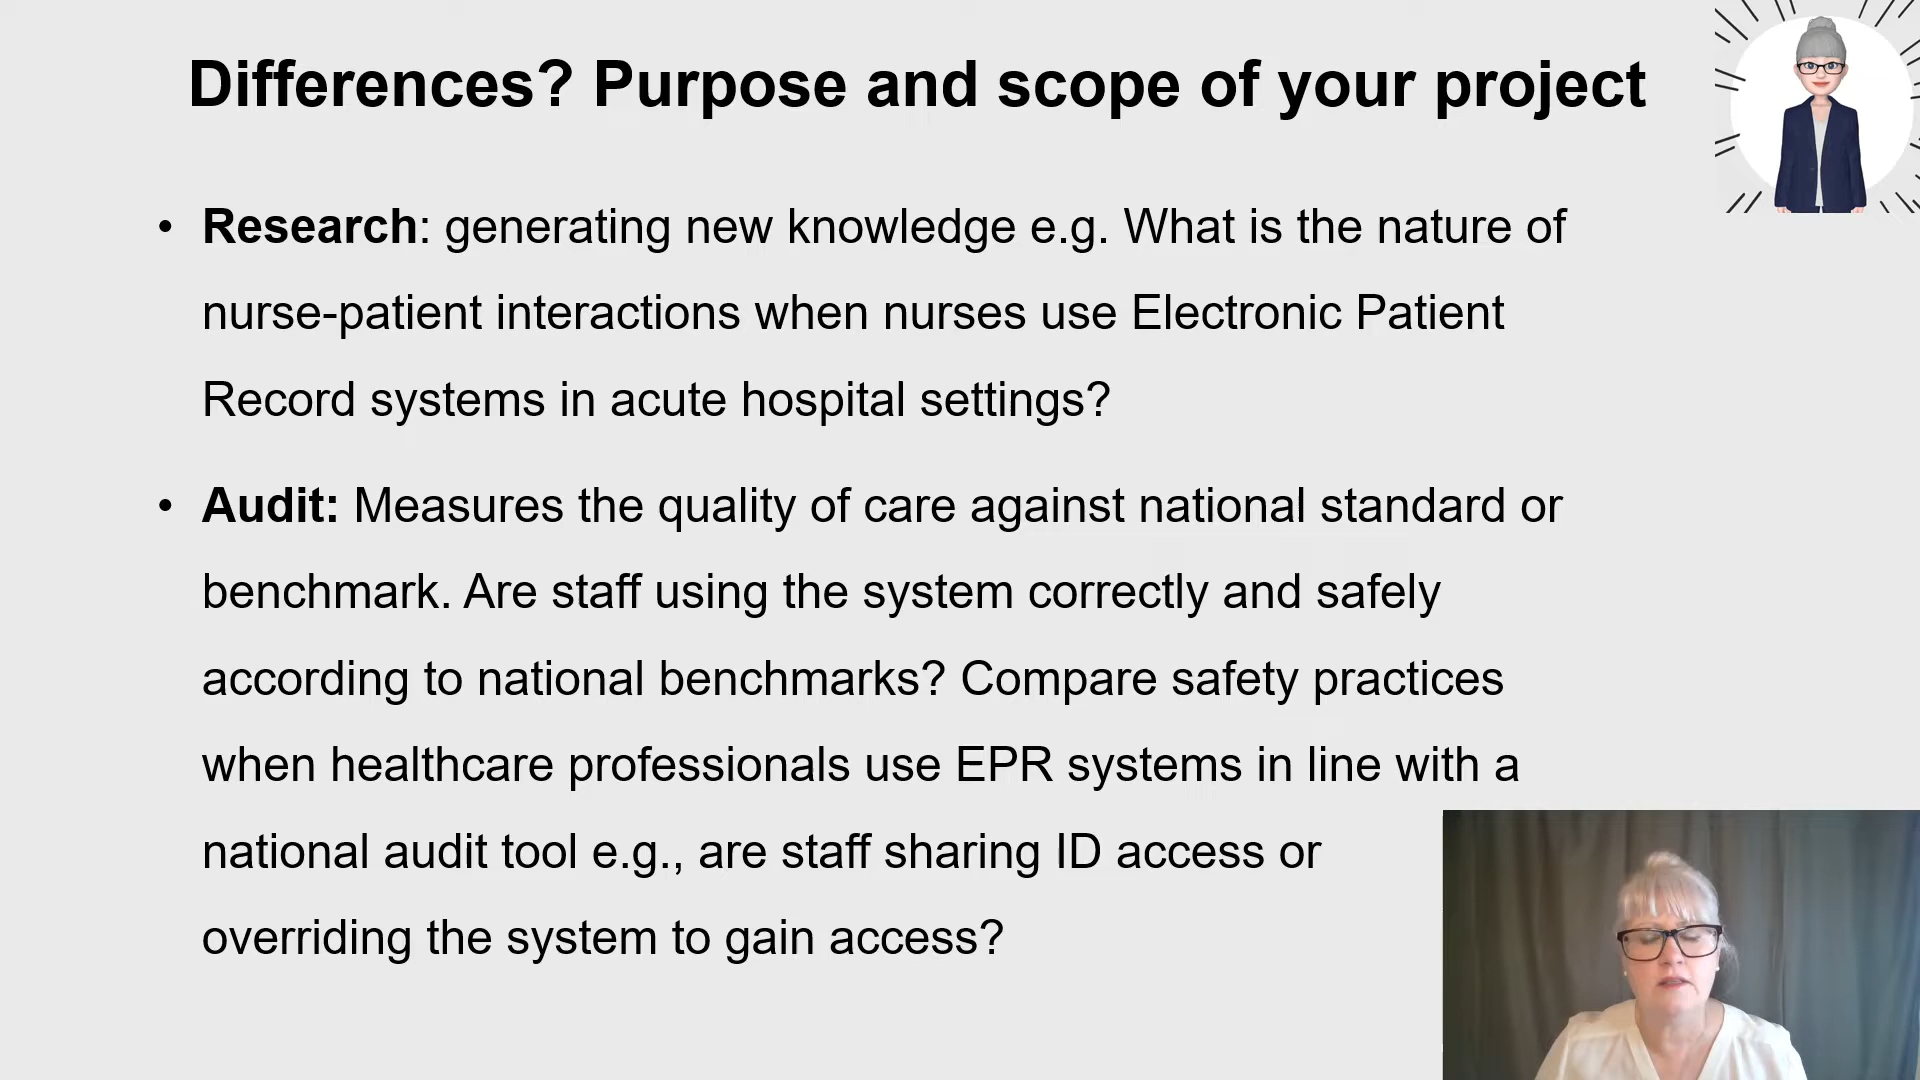 Differences? Purpose and scope of your project
• Research: generating new knowledge e.g. What is the nature of
nurse-patient interactions when nurses use Electronic Patient
Record systems in acute hospital settings?
• Audit: Measures the quality of care against national standard or
benchmark. Are staff using the system correctly and safely
according to national benchmarks? Compare safety practices
when healthcare professionals use EPR systems in line with a
national audit tool e.g., are staff sharing ID access or
overriding the system to gain access?